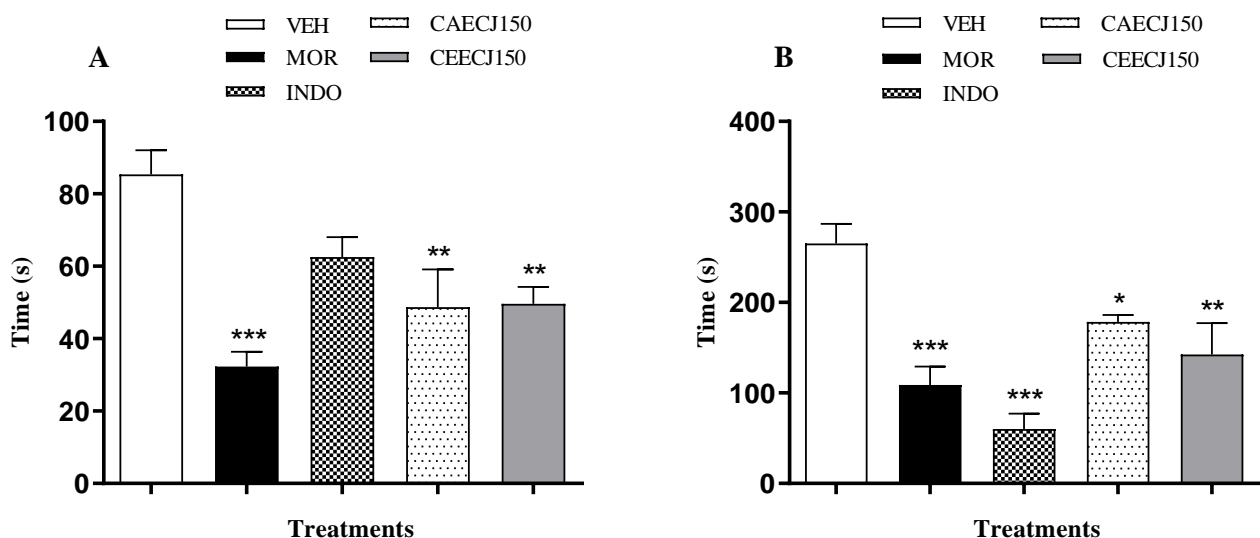 A
VEH CAECJ150
MOR CEECJ150
INDO
100
80
60
40
20
0
Time (s)
***
**
**
Treatments
B
VEH CAECJ150
MOR CEECJ150
INDO
400
300
200
100
0
Time (s)
***
***
*
**
Treatments